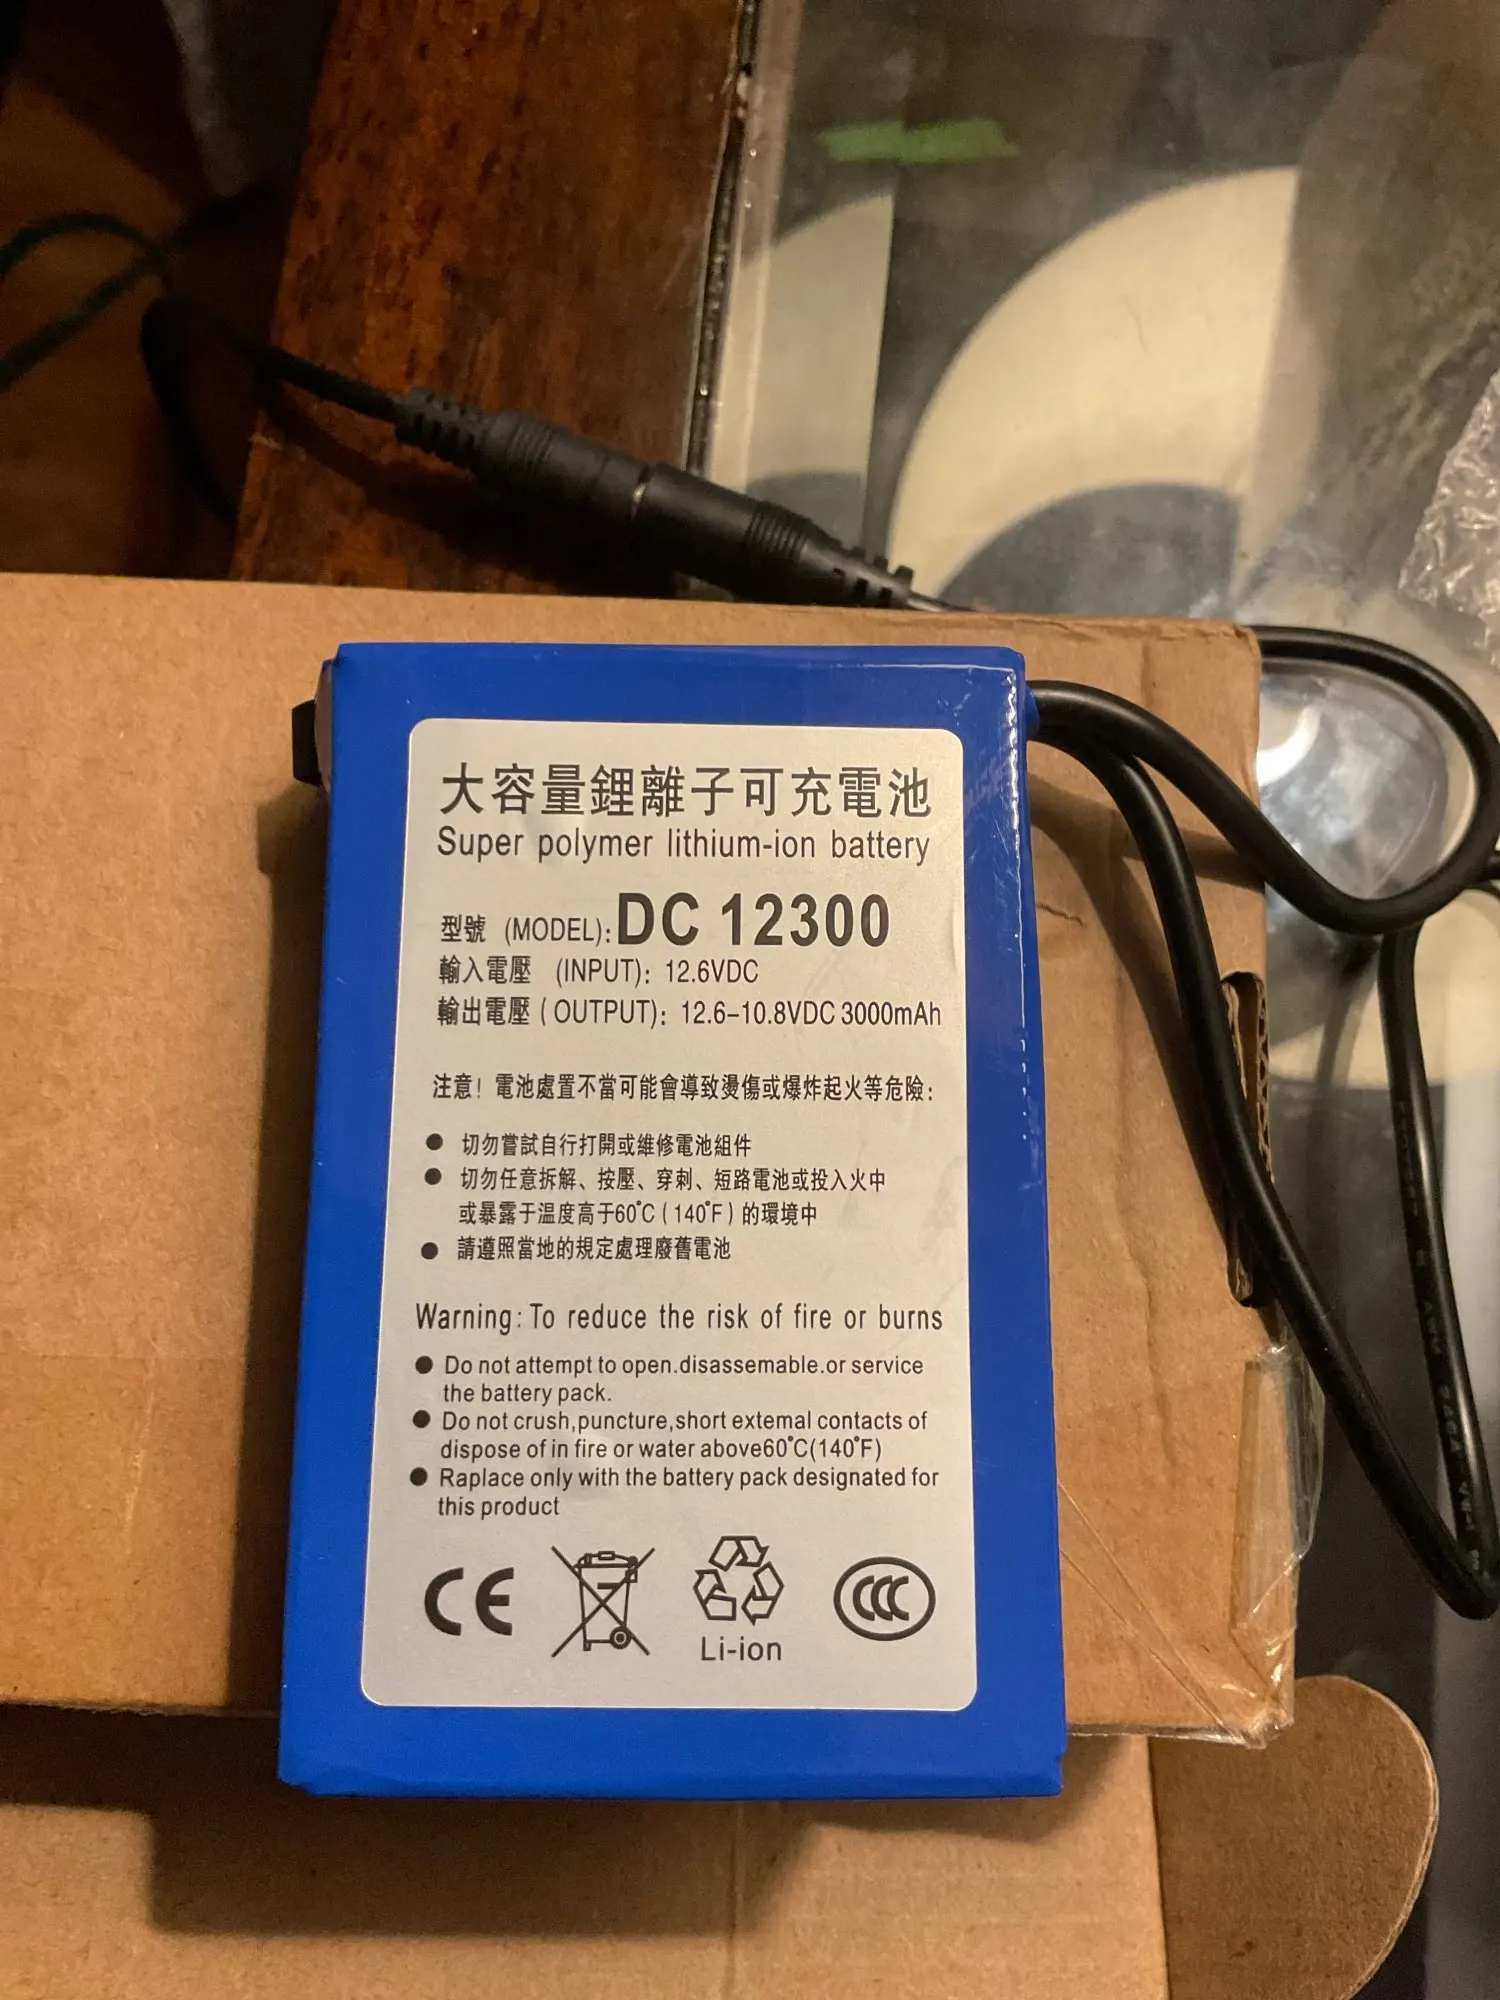 大容量鋰離子可充電池
Super polymer lithium-ion battery
型號 (MODEL): DC 12300
輸入電壓 (INPUT): 12.6VDC
輸出電壓 (OUTPUT): 12.6-10.8VDC 3000mAh
注意! 電池處置不當可能會導致燙傷或爆炸起火等危險:
● 切勿嘗試自行打開或維修電池組件
● 切勿任意拆解、按壓、穿刺、短路電池或投入火中
或暴露于温度高于60℃(140℉)的環境中
● 請遵照當地的規定處理廢舊電池
Warning: To reduce the risk of fire or burns
● Do not attempt to open.disassemable.or service
the battery pack.
● Do not crush,puncture,short extemal contacts of
dispose of in fire or water above60℃(140℉)
● Raplace only with the battery pack designated for
this product
CE
Li-ion
CCC